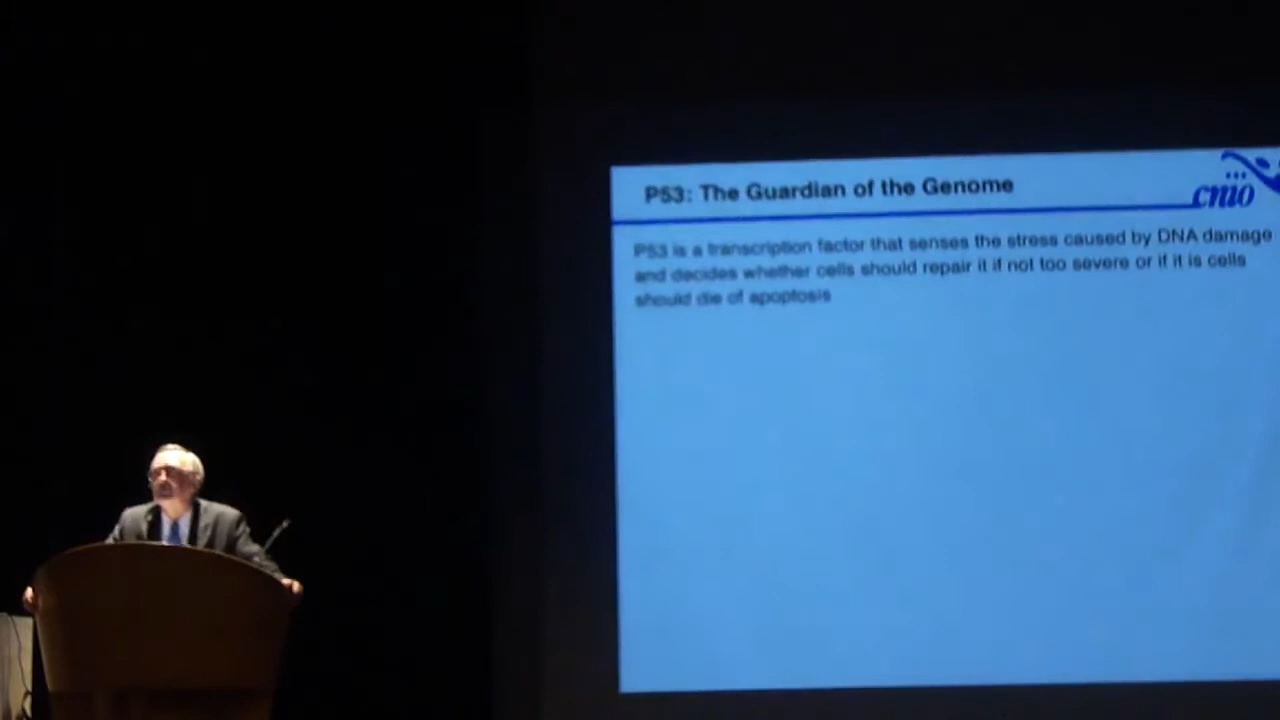 P53: The Guardian of the Genome
cnio
P53 is a transcription factor that senses the stress caused by DNA damage
and decides whether cells should repair it if not too severe or if it is cells
should die of apoptosis